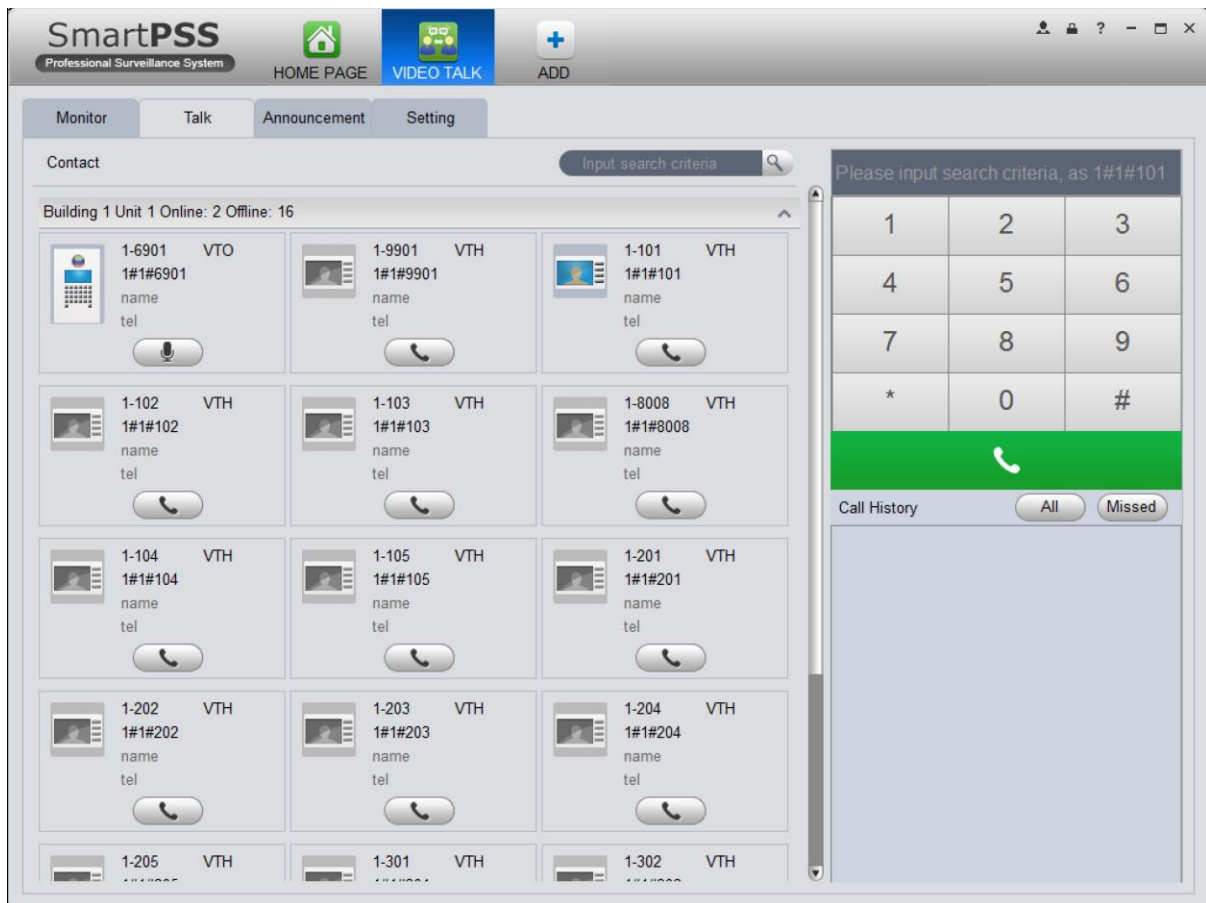 SmartPSS
Professional Surveillance System
HOME PAGE
VIDEO TALK
ADD
?
Monitor
Talk
Announcement
Setting
Contact
Input search criteria
Building 1 Unit 1 Online: 2 Offline: 16
1-6901 VTO
1#1#6901
name
tel
1-9901 VTH
1#1#9901
name
tel
1-101 VTH
1#1#101
name
tel
1-102 VTH
1#1#102
name
tel
1-103 VTH
1#1#103
name
tel
1-8008 VTH
1#1#8008
name
tel
1-104 VTH
1#1#104
name
tel
1-105 VTH
1#1#105
name
tel
1-201 VTH
1#1#201
name
tel
1-202 VTH
1#1#202
name
tel
1-203 VTH
1#1#203
name
tel
1-204 VTH
1#1#204
name
tel
1-205 VTH
1-301 VTH
1-302 VTH
Please input search criteria, as 1#1#101
1 2 3
4 5 6
7 8 9
* 0 #
Call History
All
Missed